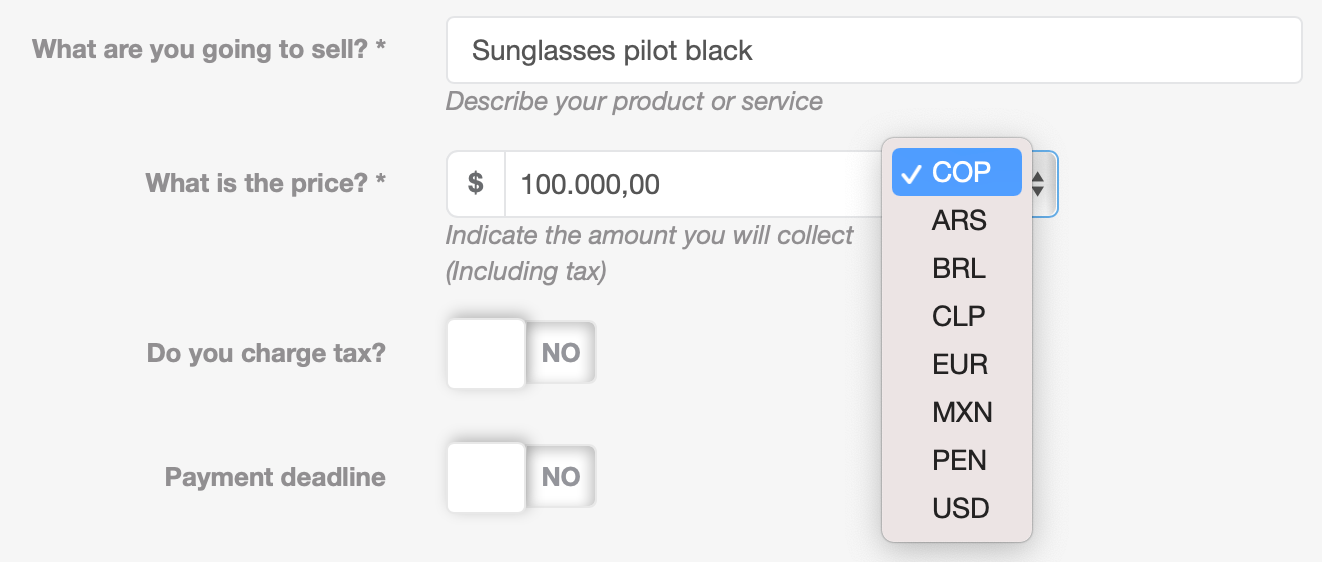 What are you going to sell? *
Sunglasses pilot black
Describe your product or service
What is the price? *
$ 100.000,00
Indicate the amount you will collect
(Including tax)
✓ COP
ARS
BRL
CLP
EUR
MXN
PEN
USD
Do you charge tax?
NO
Payment deadline
NO